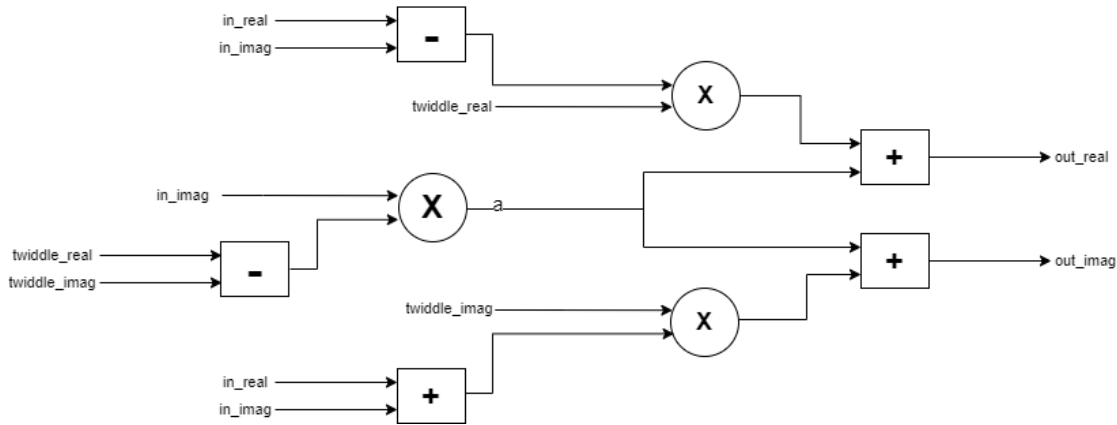 in_real
in_imag
-
twiddle_real
X
+
out_real
in_imag
X
a
twiddle_real
twiddle_imag
-
+
out_imag
twiddle_imag
X
in_real
in_imag
+